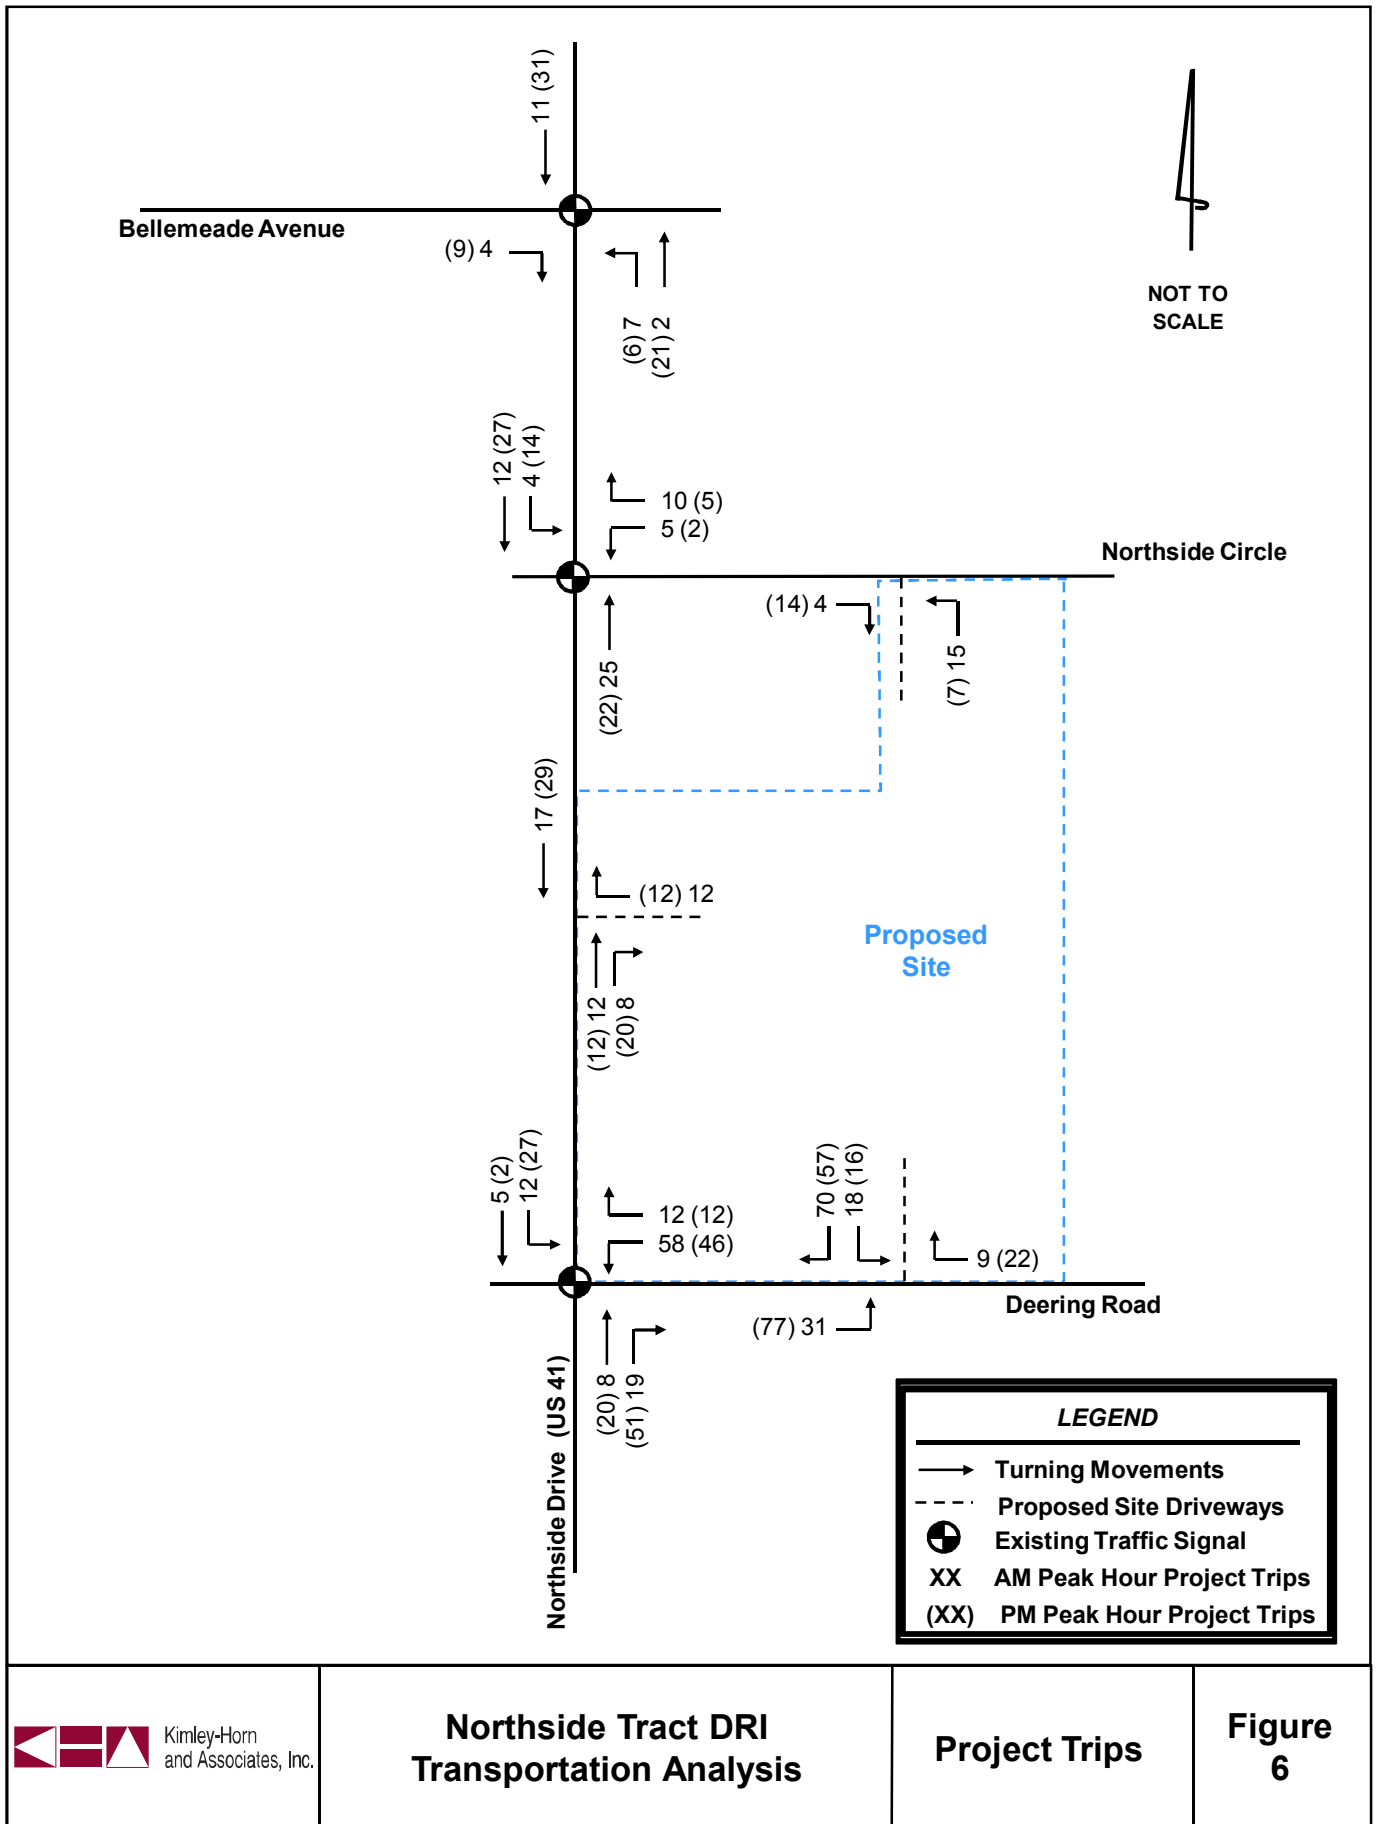 11 (31)
Bellemeade Avenue
(9) 4
(6) 7
(21) 2
NOT TO
SCALE
12 (27)
4 (14)
10 (5)
5 (2)
Northside Circle
(14) 4
(7) 15
(22) 25
17 (29)
(12) 12
Proposed
Site
(12) 12
(20) 8
5 (2)
12 (27)
70 (57)
18 (16)
12 (12)
58 (46)
9 (22)
Deering Road
(77) 31
(20) 8
(51) 19
Northside Drive (US 41)
LEGEND
Turning Movements
Proposed Site Driveways
Existing Traffic Signal
XX AM Peak Hour Project Trips
(XX) PM Peak Hour Project Trips
Kimley-Horn
and Associates, Inc.
Northside Tract DRI
Transportation Analysis
Project Trips
Figure
6